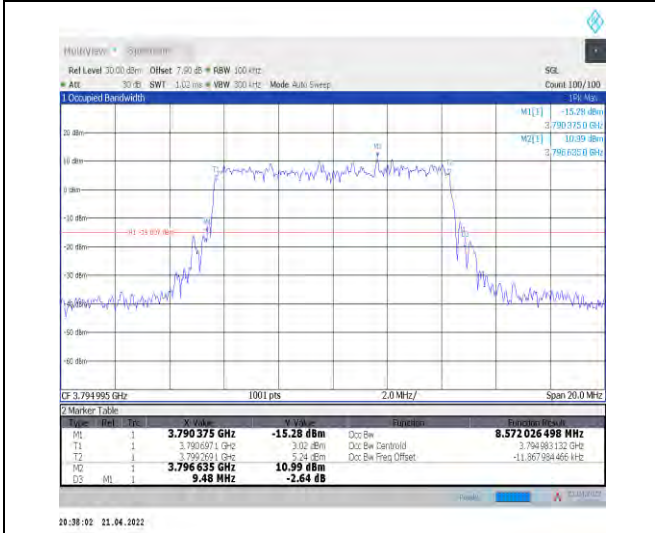 MultiView Spectrum
Ref Level 30.00 dBm Offset 7.90 dB RBW 100 kHz SGL
Att 30 dB SWT 1.02 ms VBW 300 kHz Mode Auto Sweep Count 100/100
1 Occupied Bandwidth 1Pk Max
M1[1] -15.28 dBm
3.790 375 0 GHz
M2[1] 10.99 dBm
3.796 635 0 GHz
20 dBm
10 dBm
0 dBm
-10 dBm
-30 dBm
-50 dBm
-60 dBm
CF 3.794 995 GHz 1001 pts 2.0 MHz/ Span 20.0 MHz
2 Marker Table
Type Ref Trc X-Value Y-Value Function Function Result
M1 1 3.790 375 GHz -15.28 dBm Occ Bw 8.572 026 498 MHz
T1 1 3.790 697 1 GHz 3.02 dBm Occ Bw Centroid 3.794 983 132 GHz
T2 1 3.799 269 1 GHz 5.24 dBm Occ Bw Freq Offset -11.867 984 466 kHz
M2 1 3.796 635 GHz 10.99 dBm
D3 M1 1 9.48 MHz -2.64 dB
20:38:02 21.04.2022